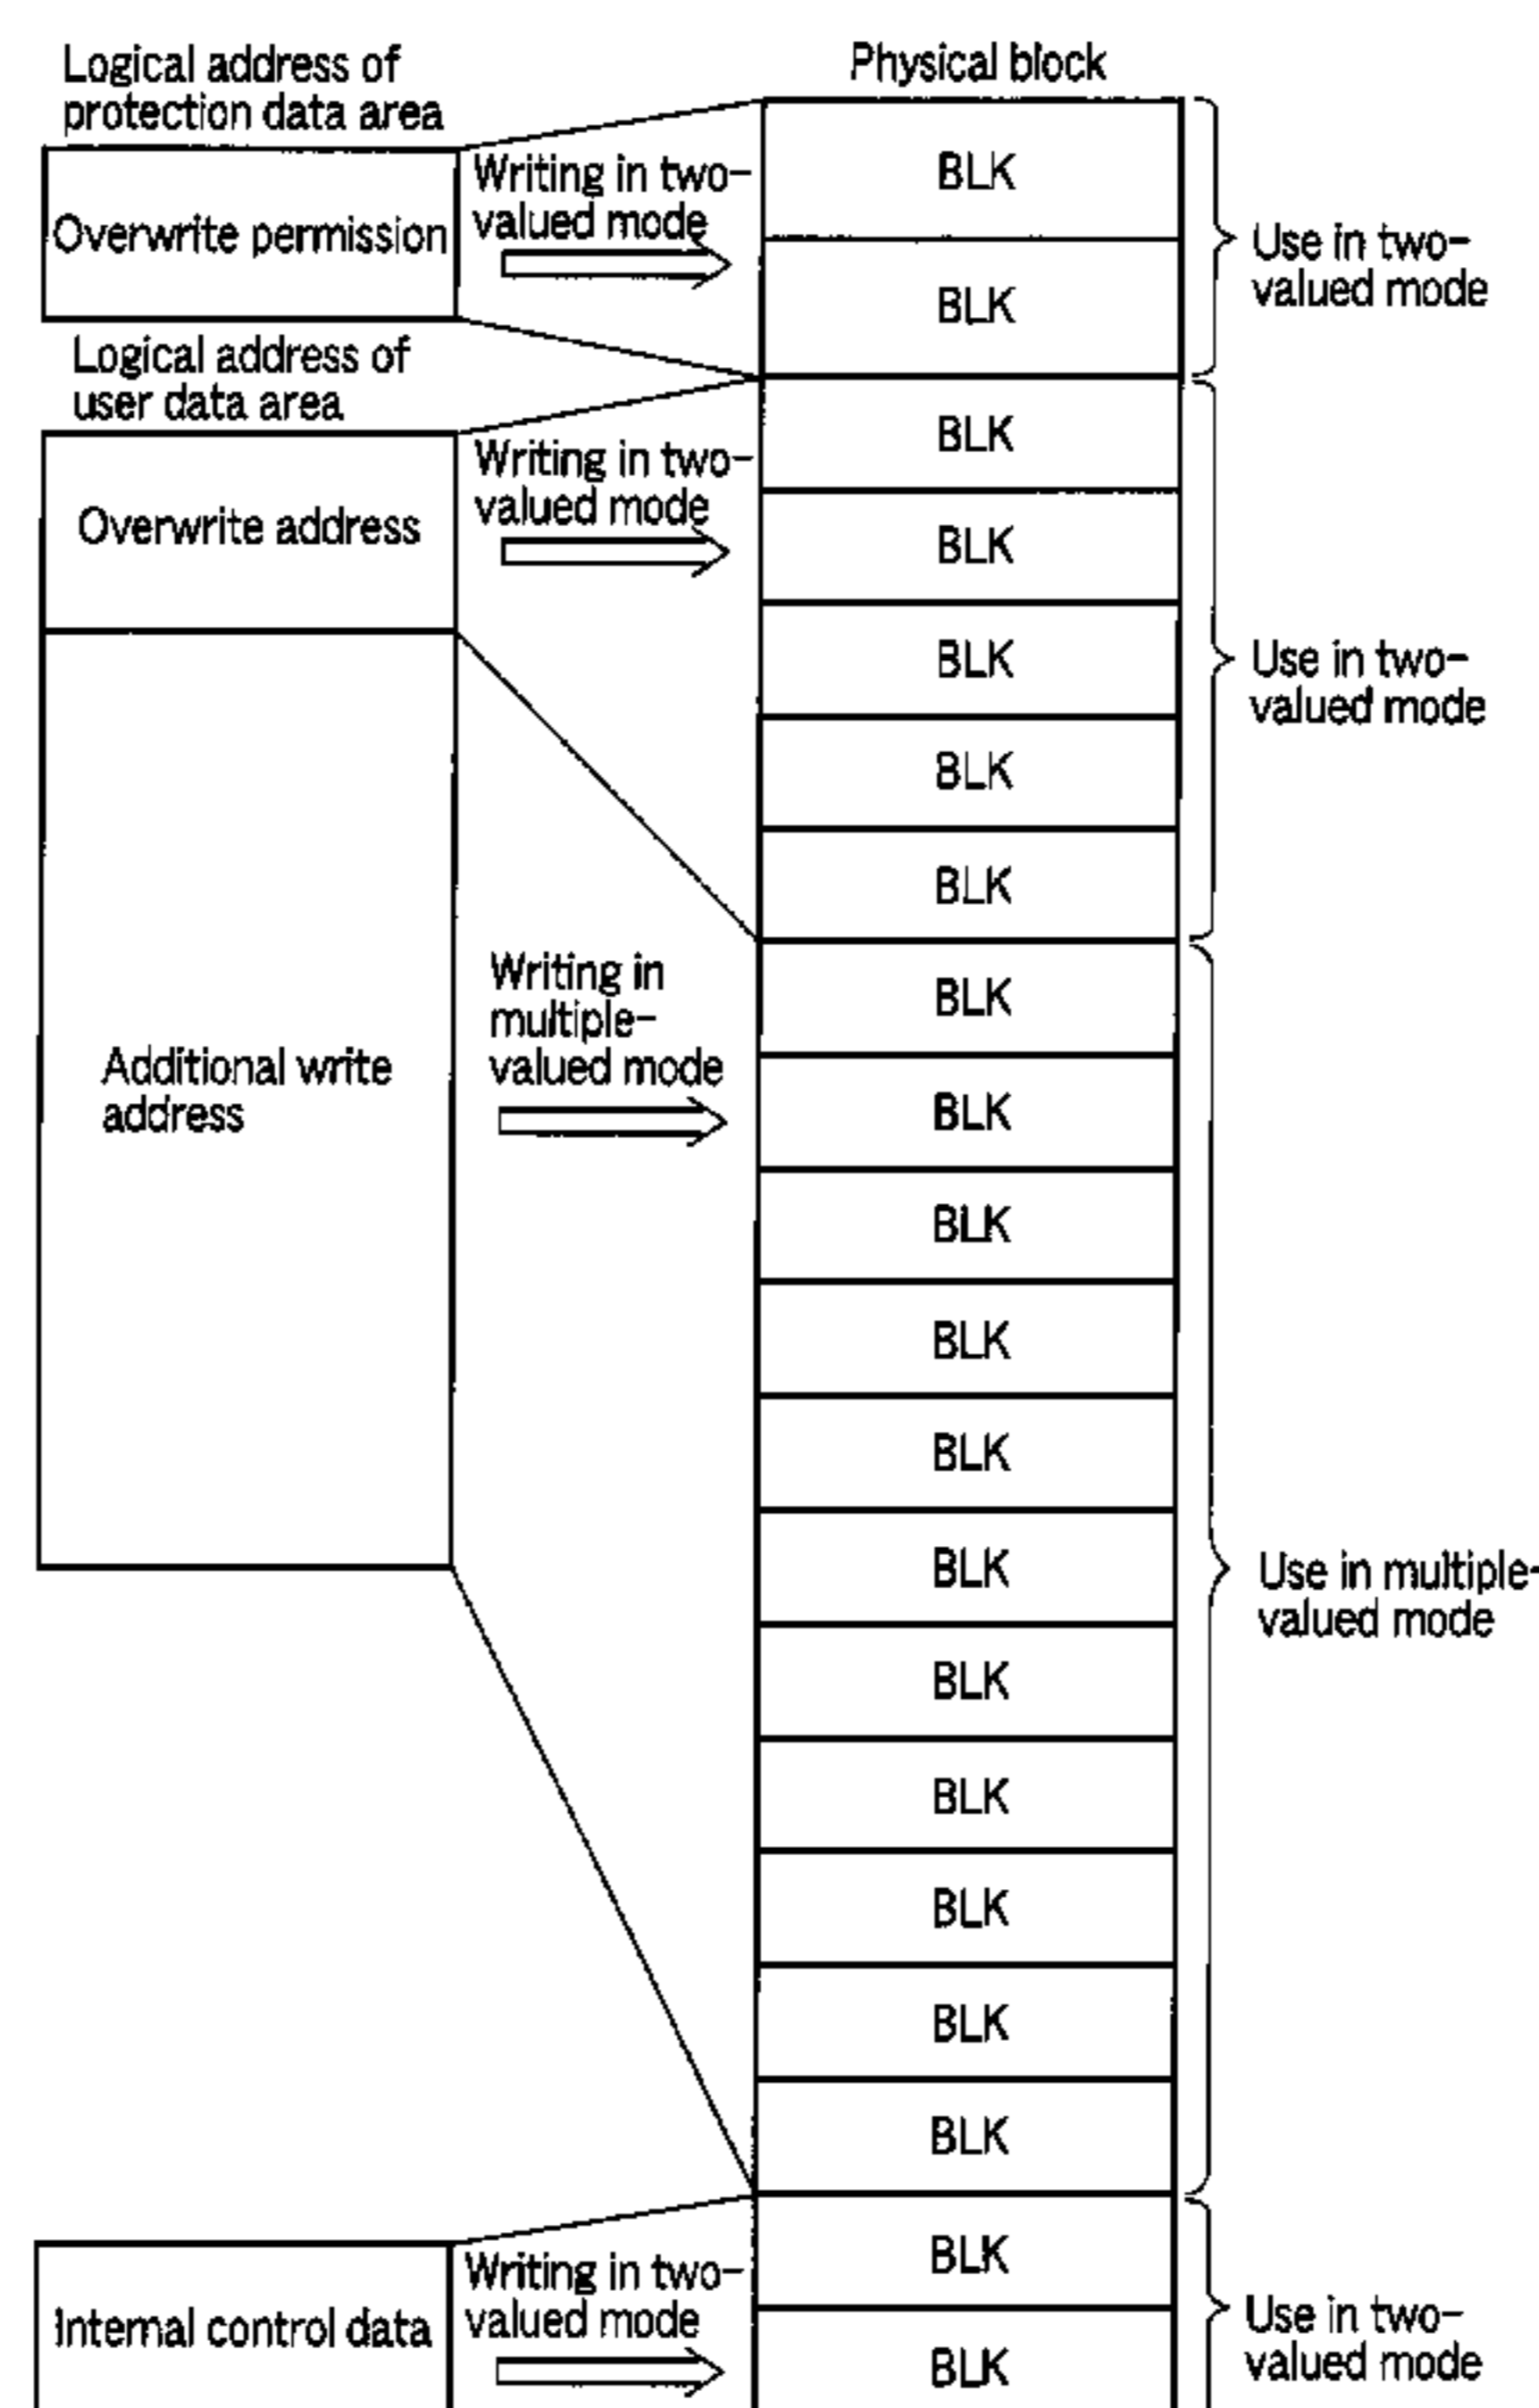 Logical address of
protection data area
Overwrite permission
Writing in two-
valued mode
Physical block
BLK
BLK
Use in two-
valued mode
Logical address of
user data area
Overwrite address
Writing in two-
valued mode
BLK
BLK
BLK
BLK
BLK
Use in two-
valued mode
Additional write
address
Writing in
multiple-
valued mode
BLK
BLK
BLK
BLK
BLK
BLK
BLK
BLK
BLK
BLK
BLK
Use in multiple-
valued mode
Internal control data
Writing in two-
valued mode
BLK
BLK
Use in two-
valued mode